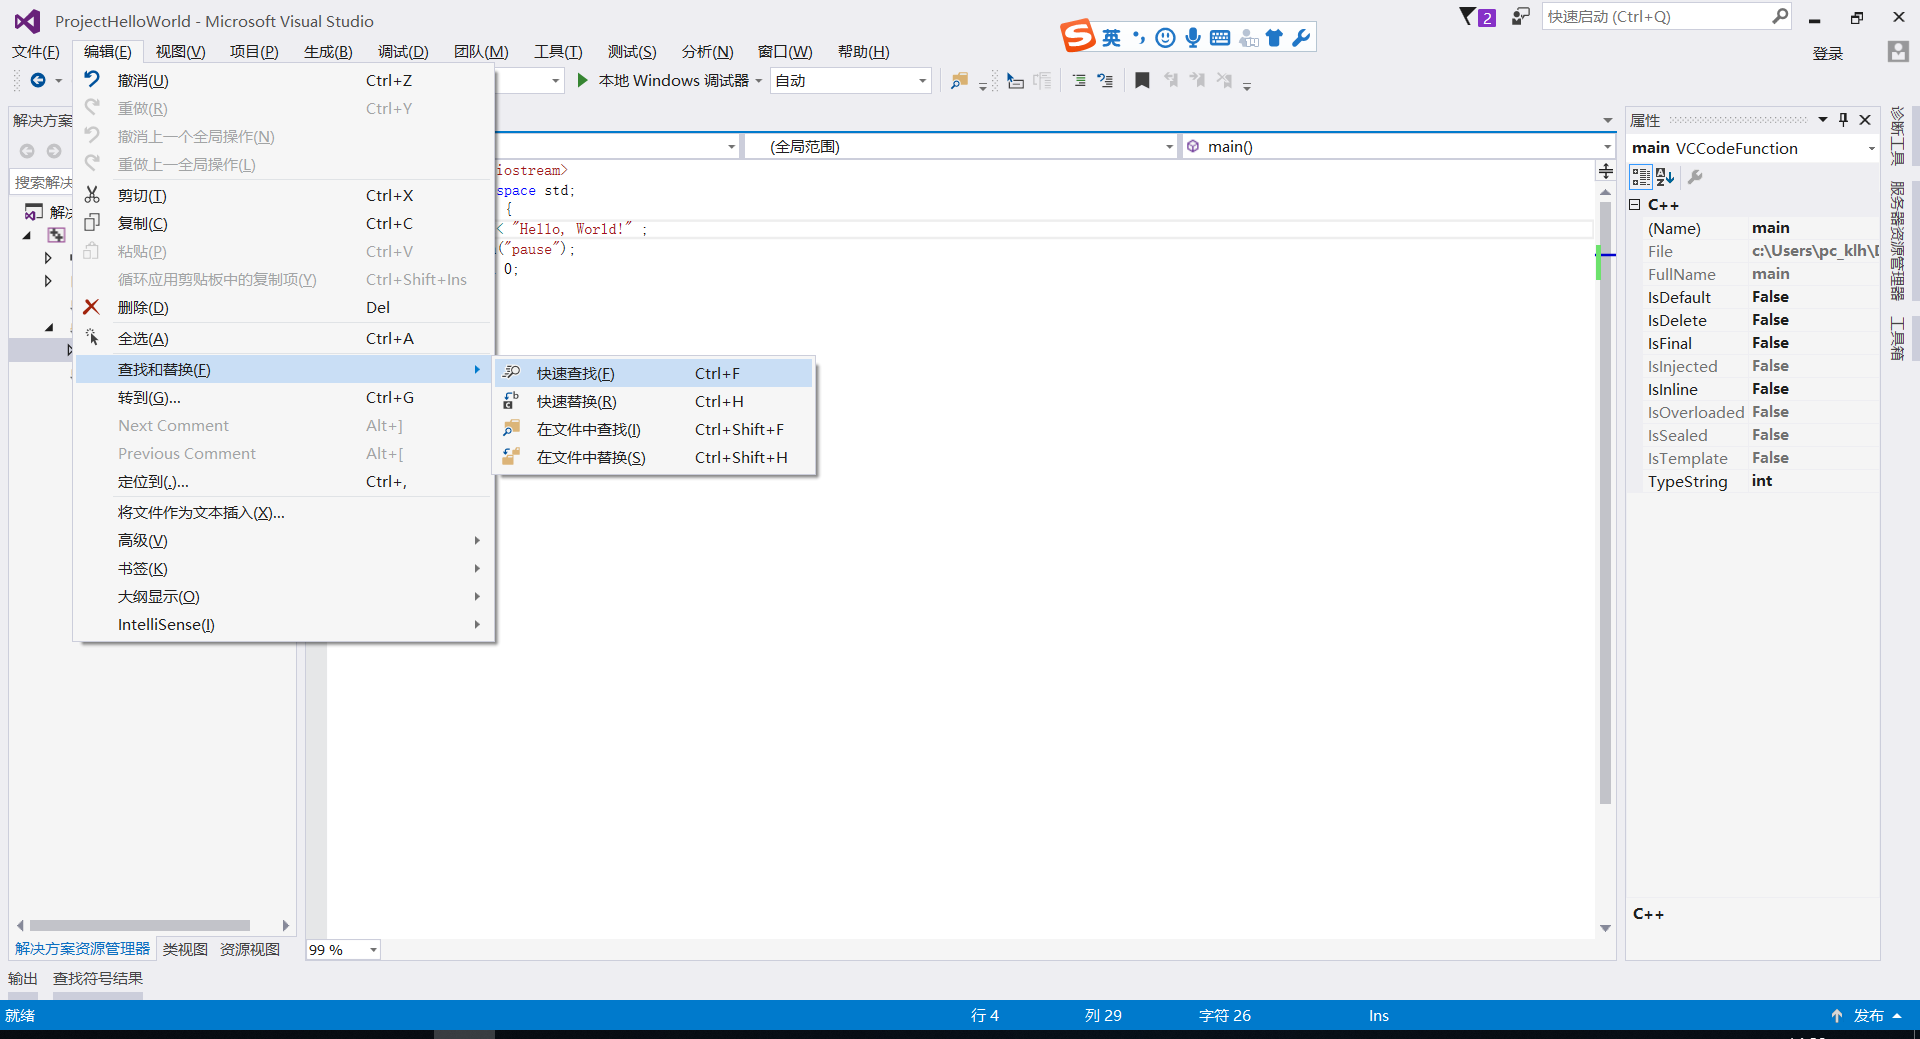 ProjectHelloWorld - Microsoft Visual Studio
2
快速启动 (Ctrl+Q)
英
文件(F) 编辑(E) 视图(V) 项目(P) 生成(B) 调试(D) 团队(M) 工具(T) 测试(S) 分析(N) 窗口(W) 帮助(H)
登录
本地 Windows 调试器 自动
撤消(U) Ctrl+Z
重做(R) Ctrl+Y
撤消上一个全局操作(N)
重做上一全局操作(L)
剪切(T) Ctrl+X
复制(C) Ctrl+C
粘贴(P) Ctrl+V
循环应用剪贴板中的复制项(Y) Ctrl+Shift+Ins
删除(D) Del
全选(A) Ctrl+A
查找和替换(F)
转到(G)... Ctrl+G
Next Comment Alt+]
Previous Comment Alt+[
定位到(,)... Ctrl+,
将文件作为文本插入(X)...
高级(V)
书签(K)
大纲显示(O)
IntelliSense(I)
快速查找(F) Ctrl+F
快速替换(R) Ctrl+H
在文件中查找(I) Ctrl+Shift+F
在文件中替换(S) Ctrl+Shift+H
解决方案
搜索解决
解决
(全局范围) main()
iostream>
space std;
{
< "Hello, World!" ;
("pause");
0;
99 %
属性
main VCCodeFunction
C++
(Name) main
File c:\Users\pc_klh\D
FullName main
IsDefault False
IsDelete False
IsFinal False
IsInjected False
IsInline False
IsOverloaded False
IsSealed False
IsTemplate False
TypeString int
C++
诊断工具
服务器资源管理器
工具箱
解决方案资源管理器 类视图 资源视图
输出 查找符号结果
就绪 行 4 列 29 字符 26 Ins 发布